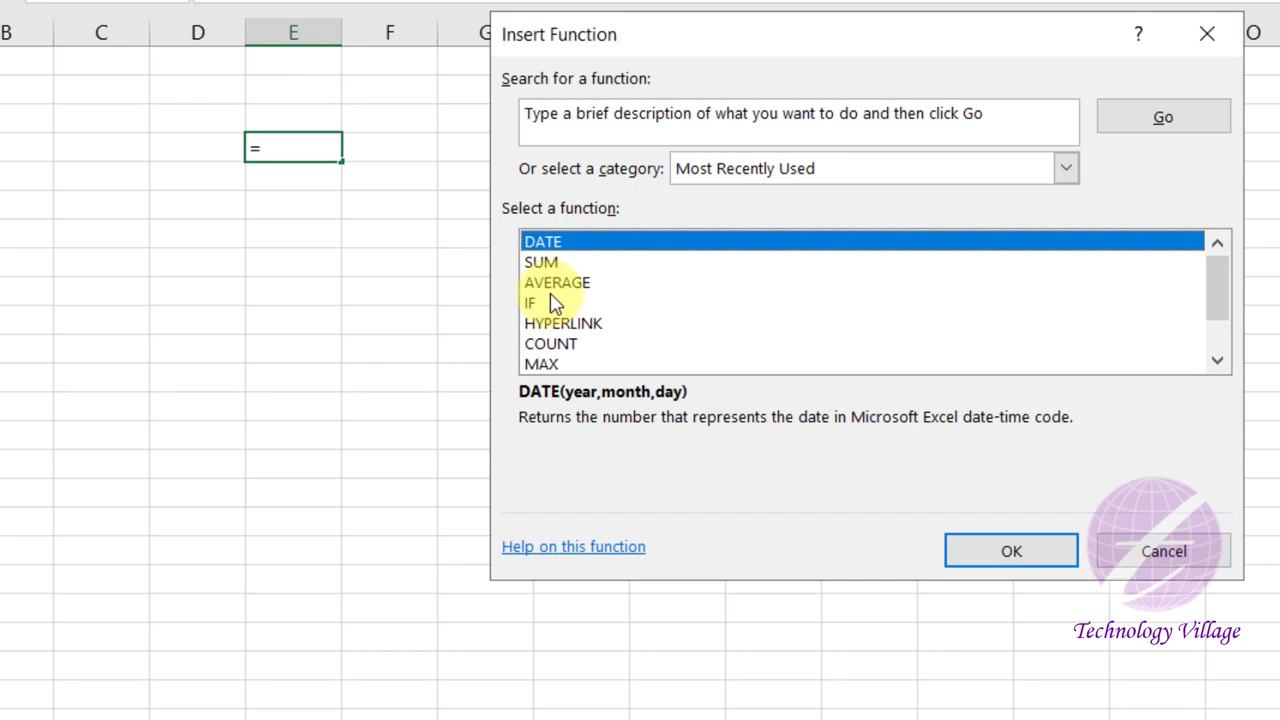 B C D E F G O
Insert Function ? ×
Search for a function:
Type a brief description of what you want to do and then click Go
Go
Or select a category: Most Recently Used
Select a function:
=
DATE
SUM
AVERAGE
IF
HYPERLINK
COUNT
MAX
DATE(year,month,day)
Returns the number that represents the date in Microsoft Excel date-time code.
Help on this function
OK
Cancel
Technology Village